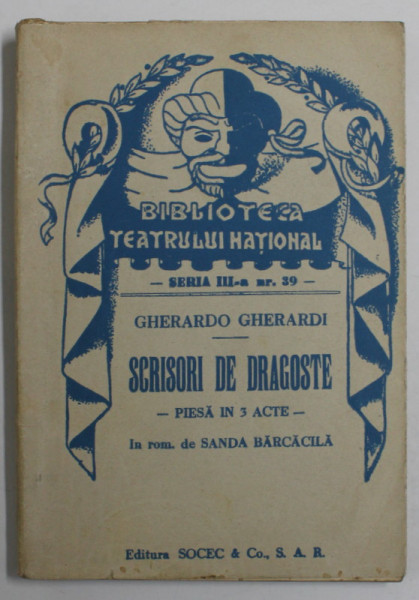 BIBLIOTECA
TEATRULUI NAȚIONAL
— SERIA III-a nr. 39 —
GHERARDO GHERARDI
SCRISORI DE DRAGOSTE
— PIESĂ IN 3 ACTE —
In rom. de SANDA BĂRCĂCILĂ
Editura SOCEC & Co., S. A. R.